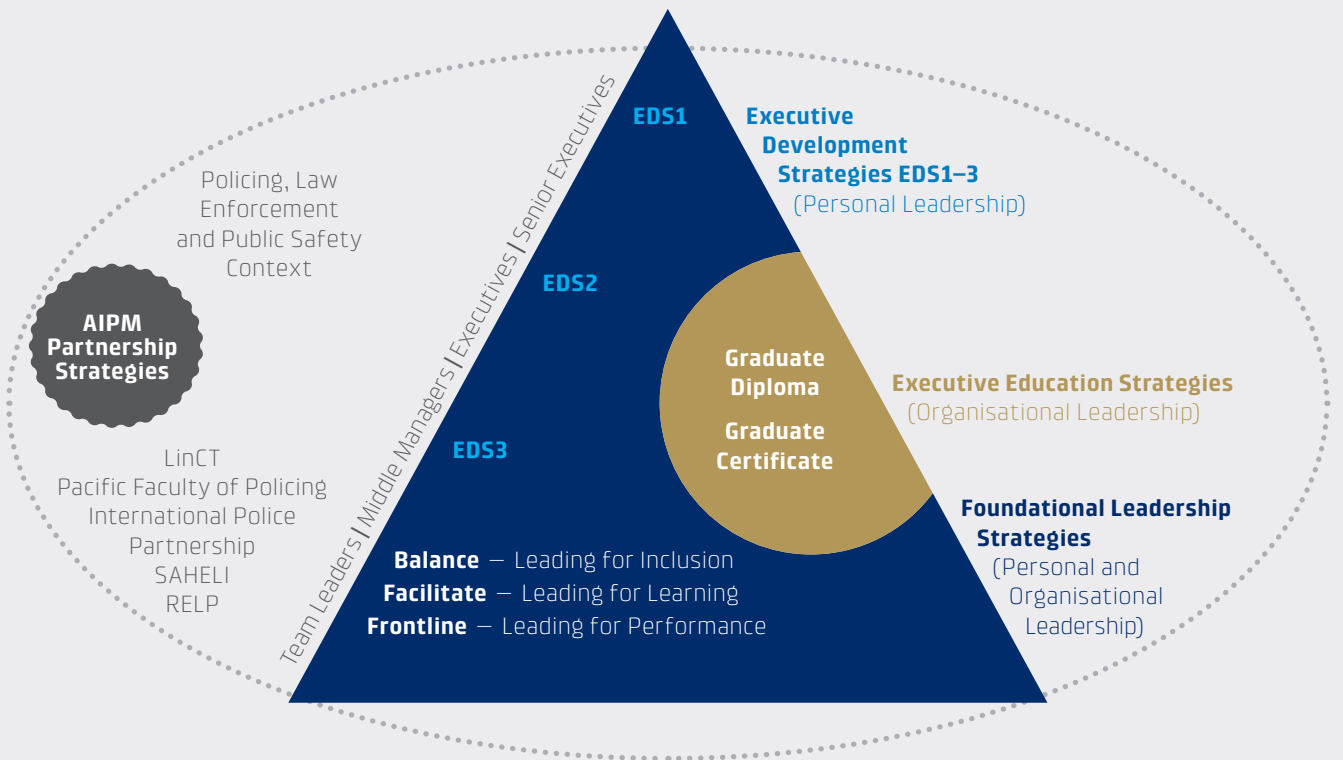 EDS1
EDS2
EDS3
Team Leaders | Middle Managers | Executives | Senior Executives
Executive
Development
Strategies EDS1–3
(Personal Leadership)
Policing, Law
Enforcement
and Public Safety
Context
AIPM
Partnership
Strategies
LinCT
Pacific Faculty of Policing
International Police
Partnership
SAHELI
RELP
Graduate
Diploma
Graduate
Certificate
Executive Education Strategies
(Organisational Leadership)
Foundational Leadership
Strategies
(Personal and
Organisational
Leadership)
Balance — Leading for Inclusion
Facilitate — Leading for Learning
Frontline — Leading for Performance